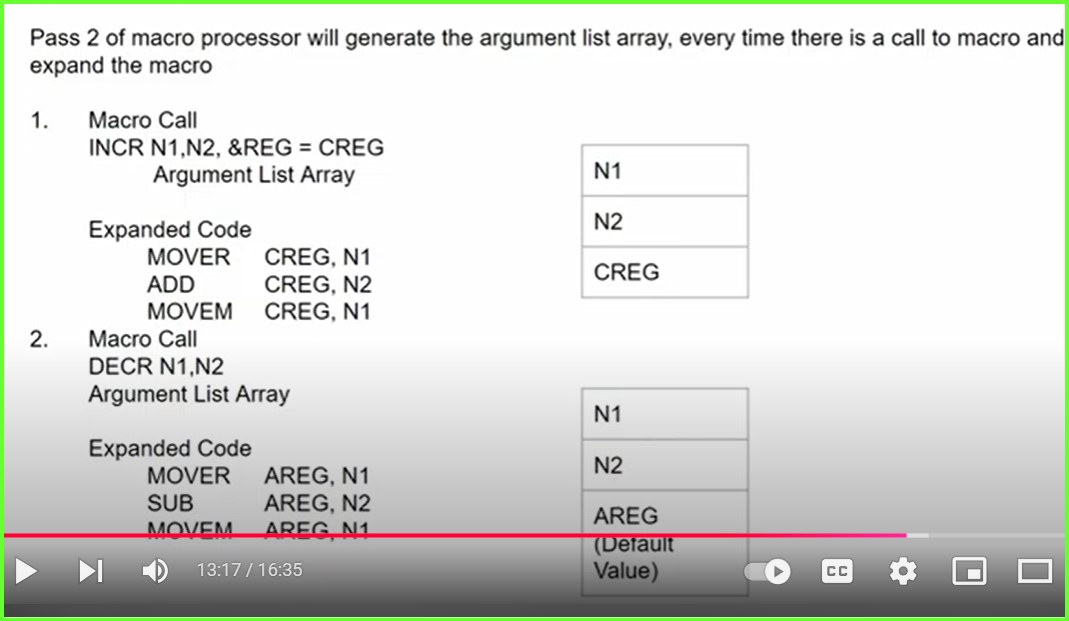 Pass 2 of macro processor will generate the argument list array, every time there is a call to macro and
expand the macro
1. Macro Call
INCR N1,N2, &REG = CREG
Argument List Array
N1
N2
CREG
Expanded Code
MOVER CREG, N1
ADD CREG, N2
MOVEM CREG, N1
2. Macro Call
DECR N1,N2
Argument List Array
N1
N2
AREG
(Default
Value)
Expanded Code
MOVER AREG, N1
SUB AREG, N2
MOVEM AREG, N1
13:17 / 16:35
CC